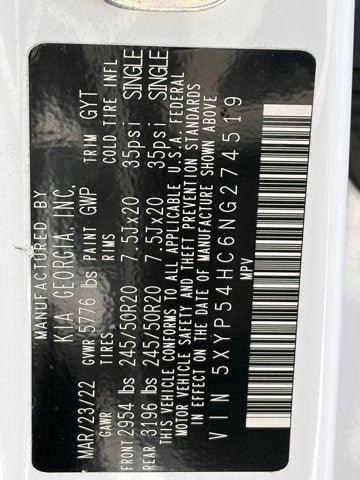 MANUFACTURED BY
KIA GEORGIA, INC.
MAR/23/22 GVWR 5776 lbs PAINT GWP TRIM GYT
GAWR TIRES RIMS COLD TIRE INFL
FRONT 2954 lbs 245/50R20 7.5Jx20 35psi SINGLE
REAR 3196 lbs 245/50R20 7.5Jx20 35psi SINGLE
THIS VEHICLE CONFORMS TO ALL APPLICABLE U.S.A. FEDERAL
MOTOR VEHICLE SAFETY AND THEFT PREVENTION STANDARDS
IN EFFECT ON THE DATE OF MANUFACTURE SHOWN ABOVE
VIN 5XYP54HC6NG274519
MPV